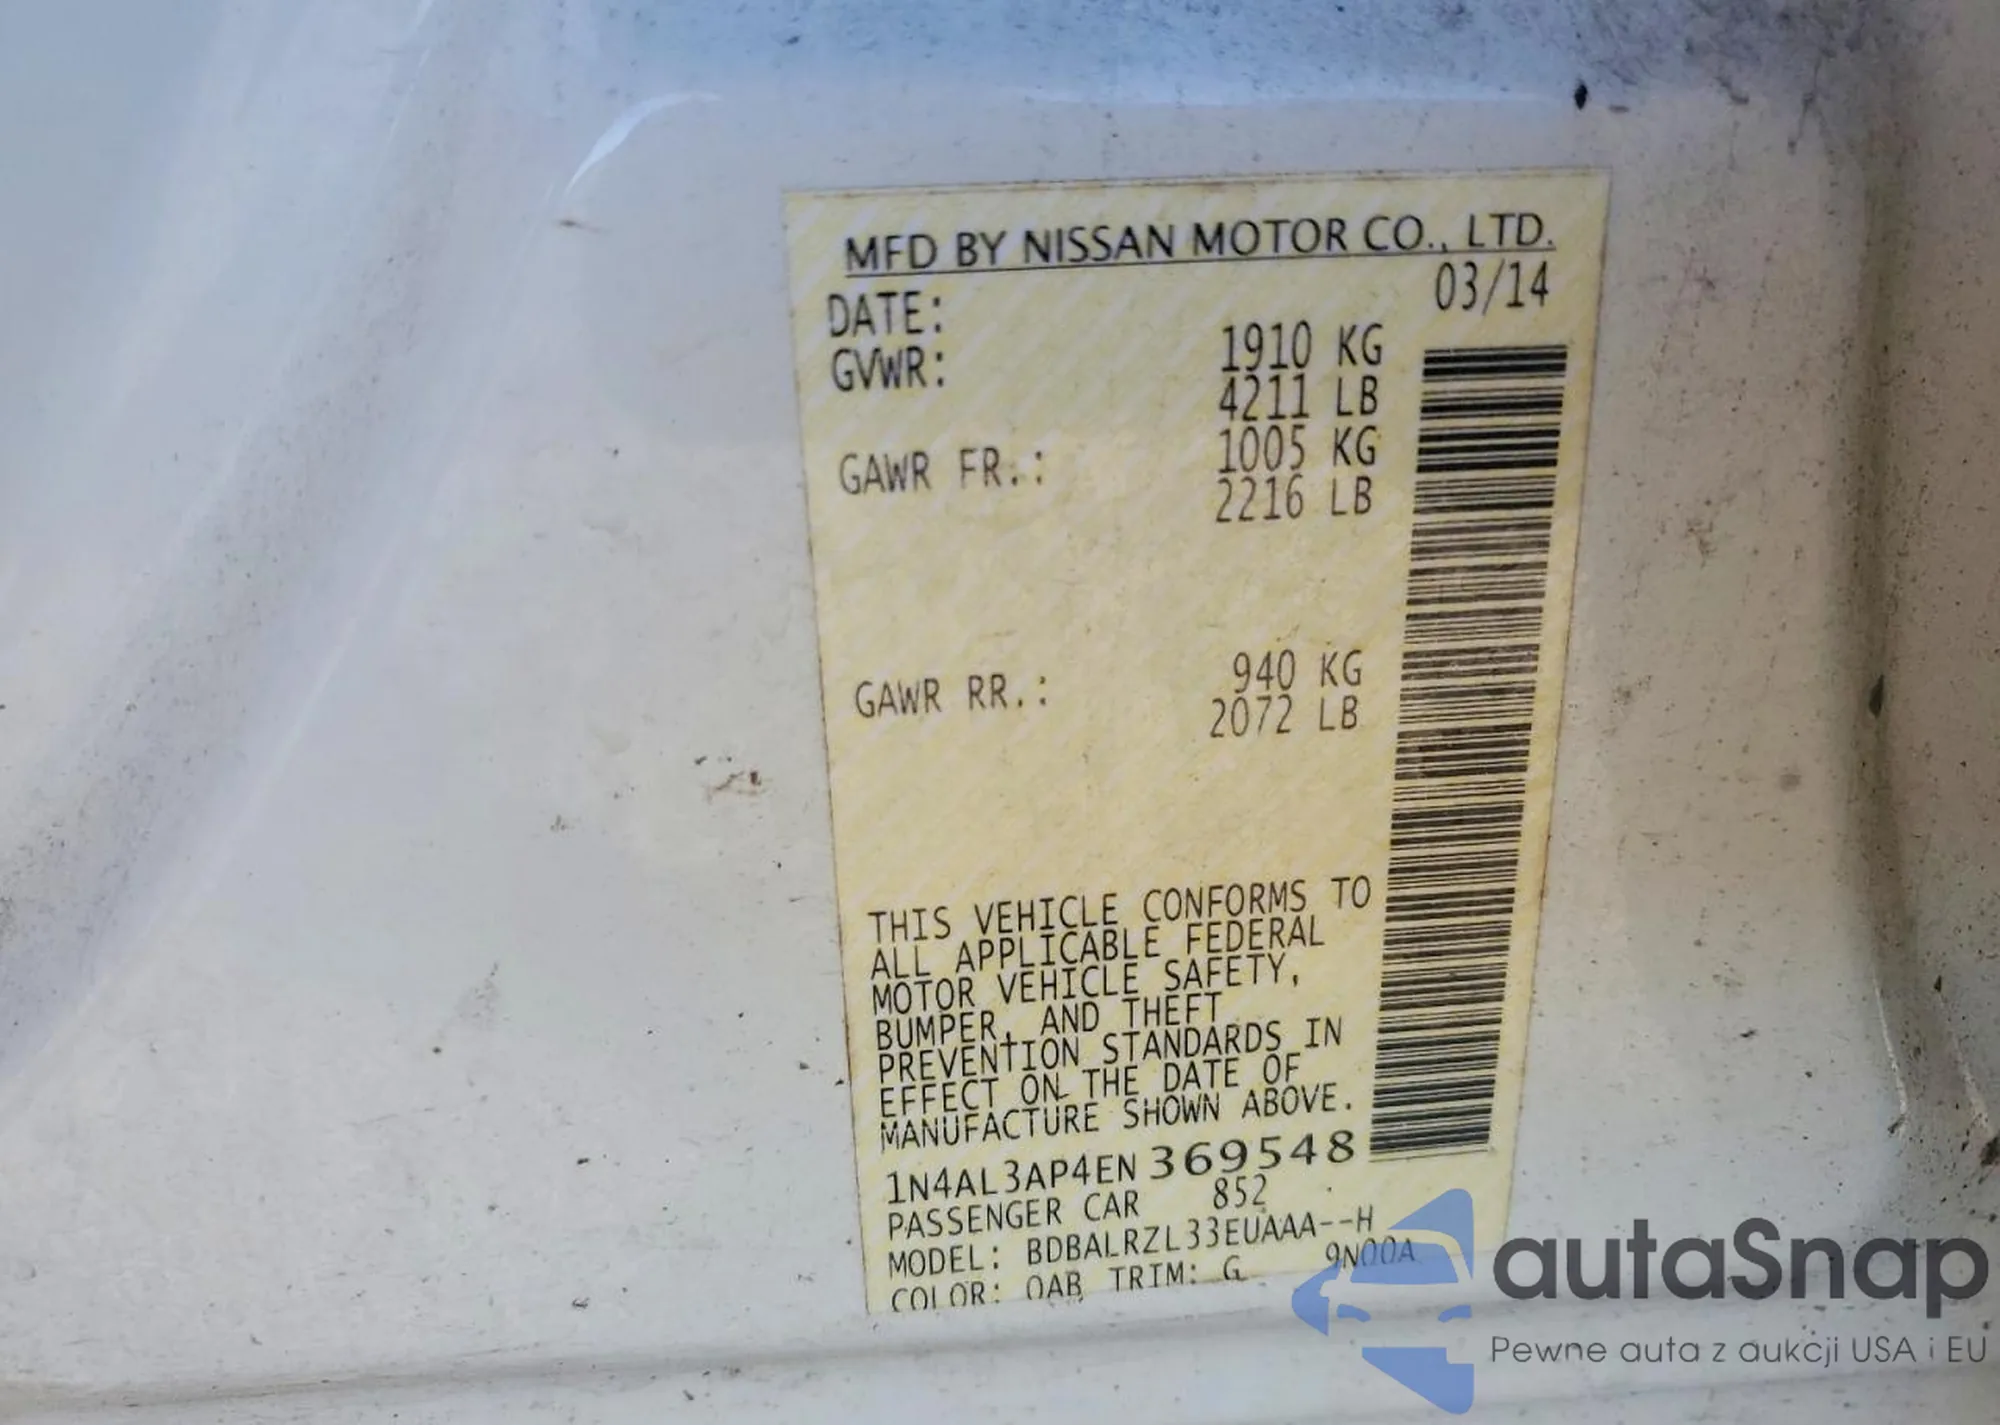 MFD BY NISSAN MOTOR CO., LTD.
DATE: 03/14
GVWR: 1910 KG
4211 LB
GAWR FR.: 1005 KG
2216 LB
GAWR RR.: 940 KG
2072 LB
THIS VEHICLE CONFORMS TO
ALL APPLICABLE FEDERAL
MOTOR VEHICLE SAFETY,
BUMPER, AND THEFT
PREVENTION STANDARDS IN
EFFECT ON THE DATE OF
MANUFACTURE SHOWN ABOVE.
1N4AL3AP4EN369548
PASSENGER CAR 852
MODEL: BDBALRZL33EUAAA--H
COLOR: QAB TRIM: G 9N00A
autaSnap
Pewne auta z aukcji USA i EU